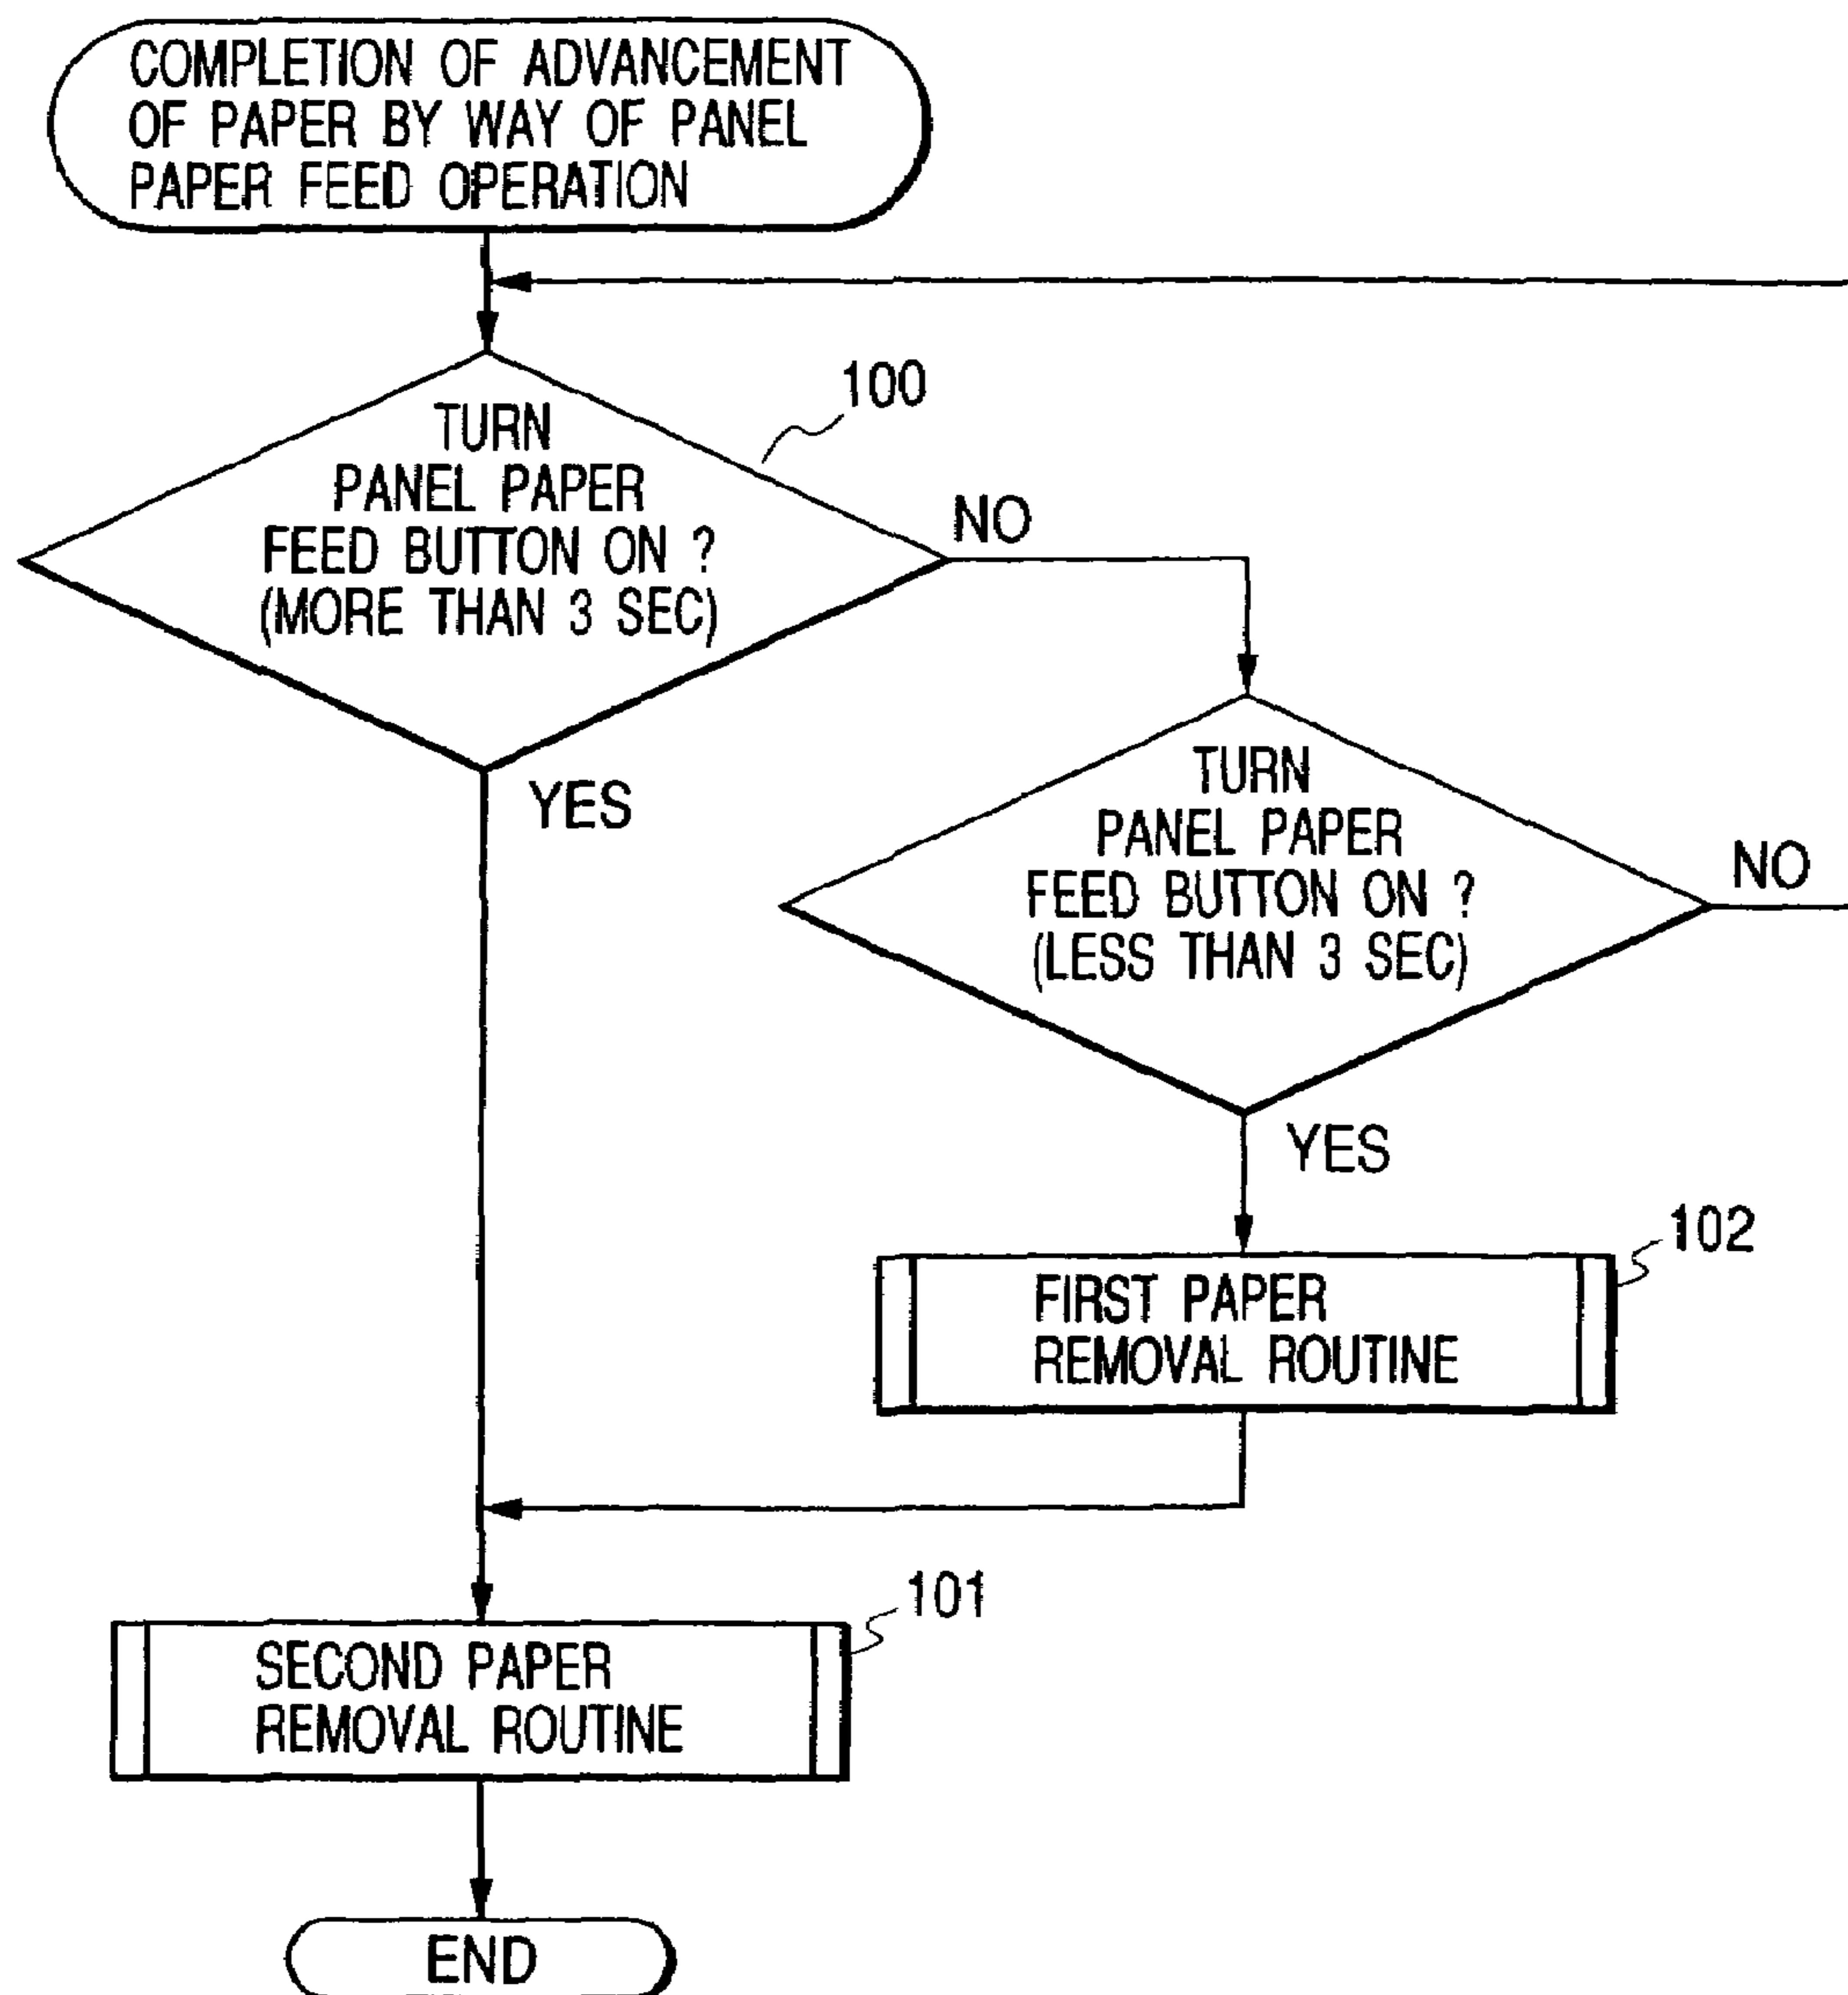 COMPLETION OF ADVANCEMENT
OF PAPER BY WAY OF PANEL
PAPER FEED OPERATION
100
TURN
PANEL PAPER
FEED BUTTON ON ?
(MORE THAN 3 SEC)
NO
YES
TURN
PANEL PAPER
FEED BUTTON ON ?
(LESS THAN 3 SEC)
NO
YES
102
FIRST PAPER
REMOVAL ROUTINE
101
SECOND PAPER
REMOVAL ROUTINE
END